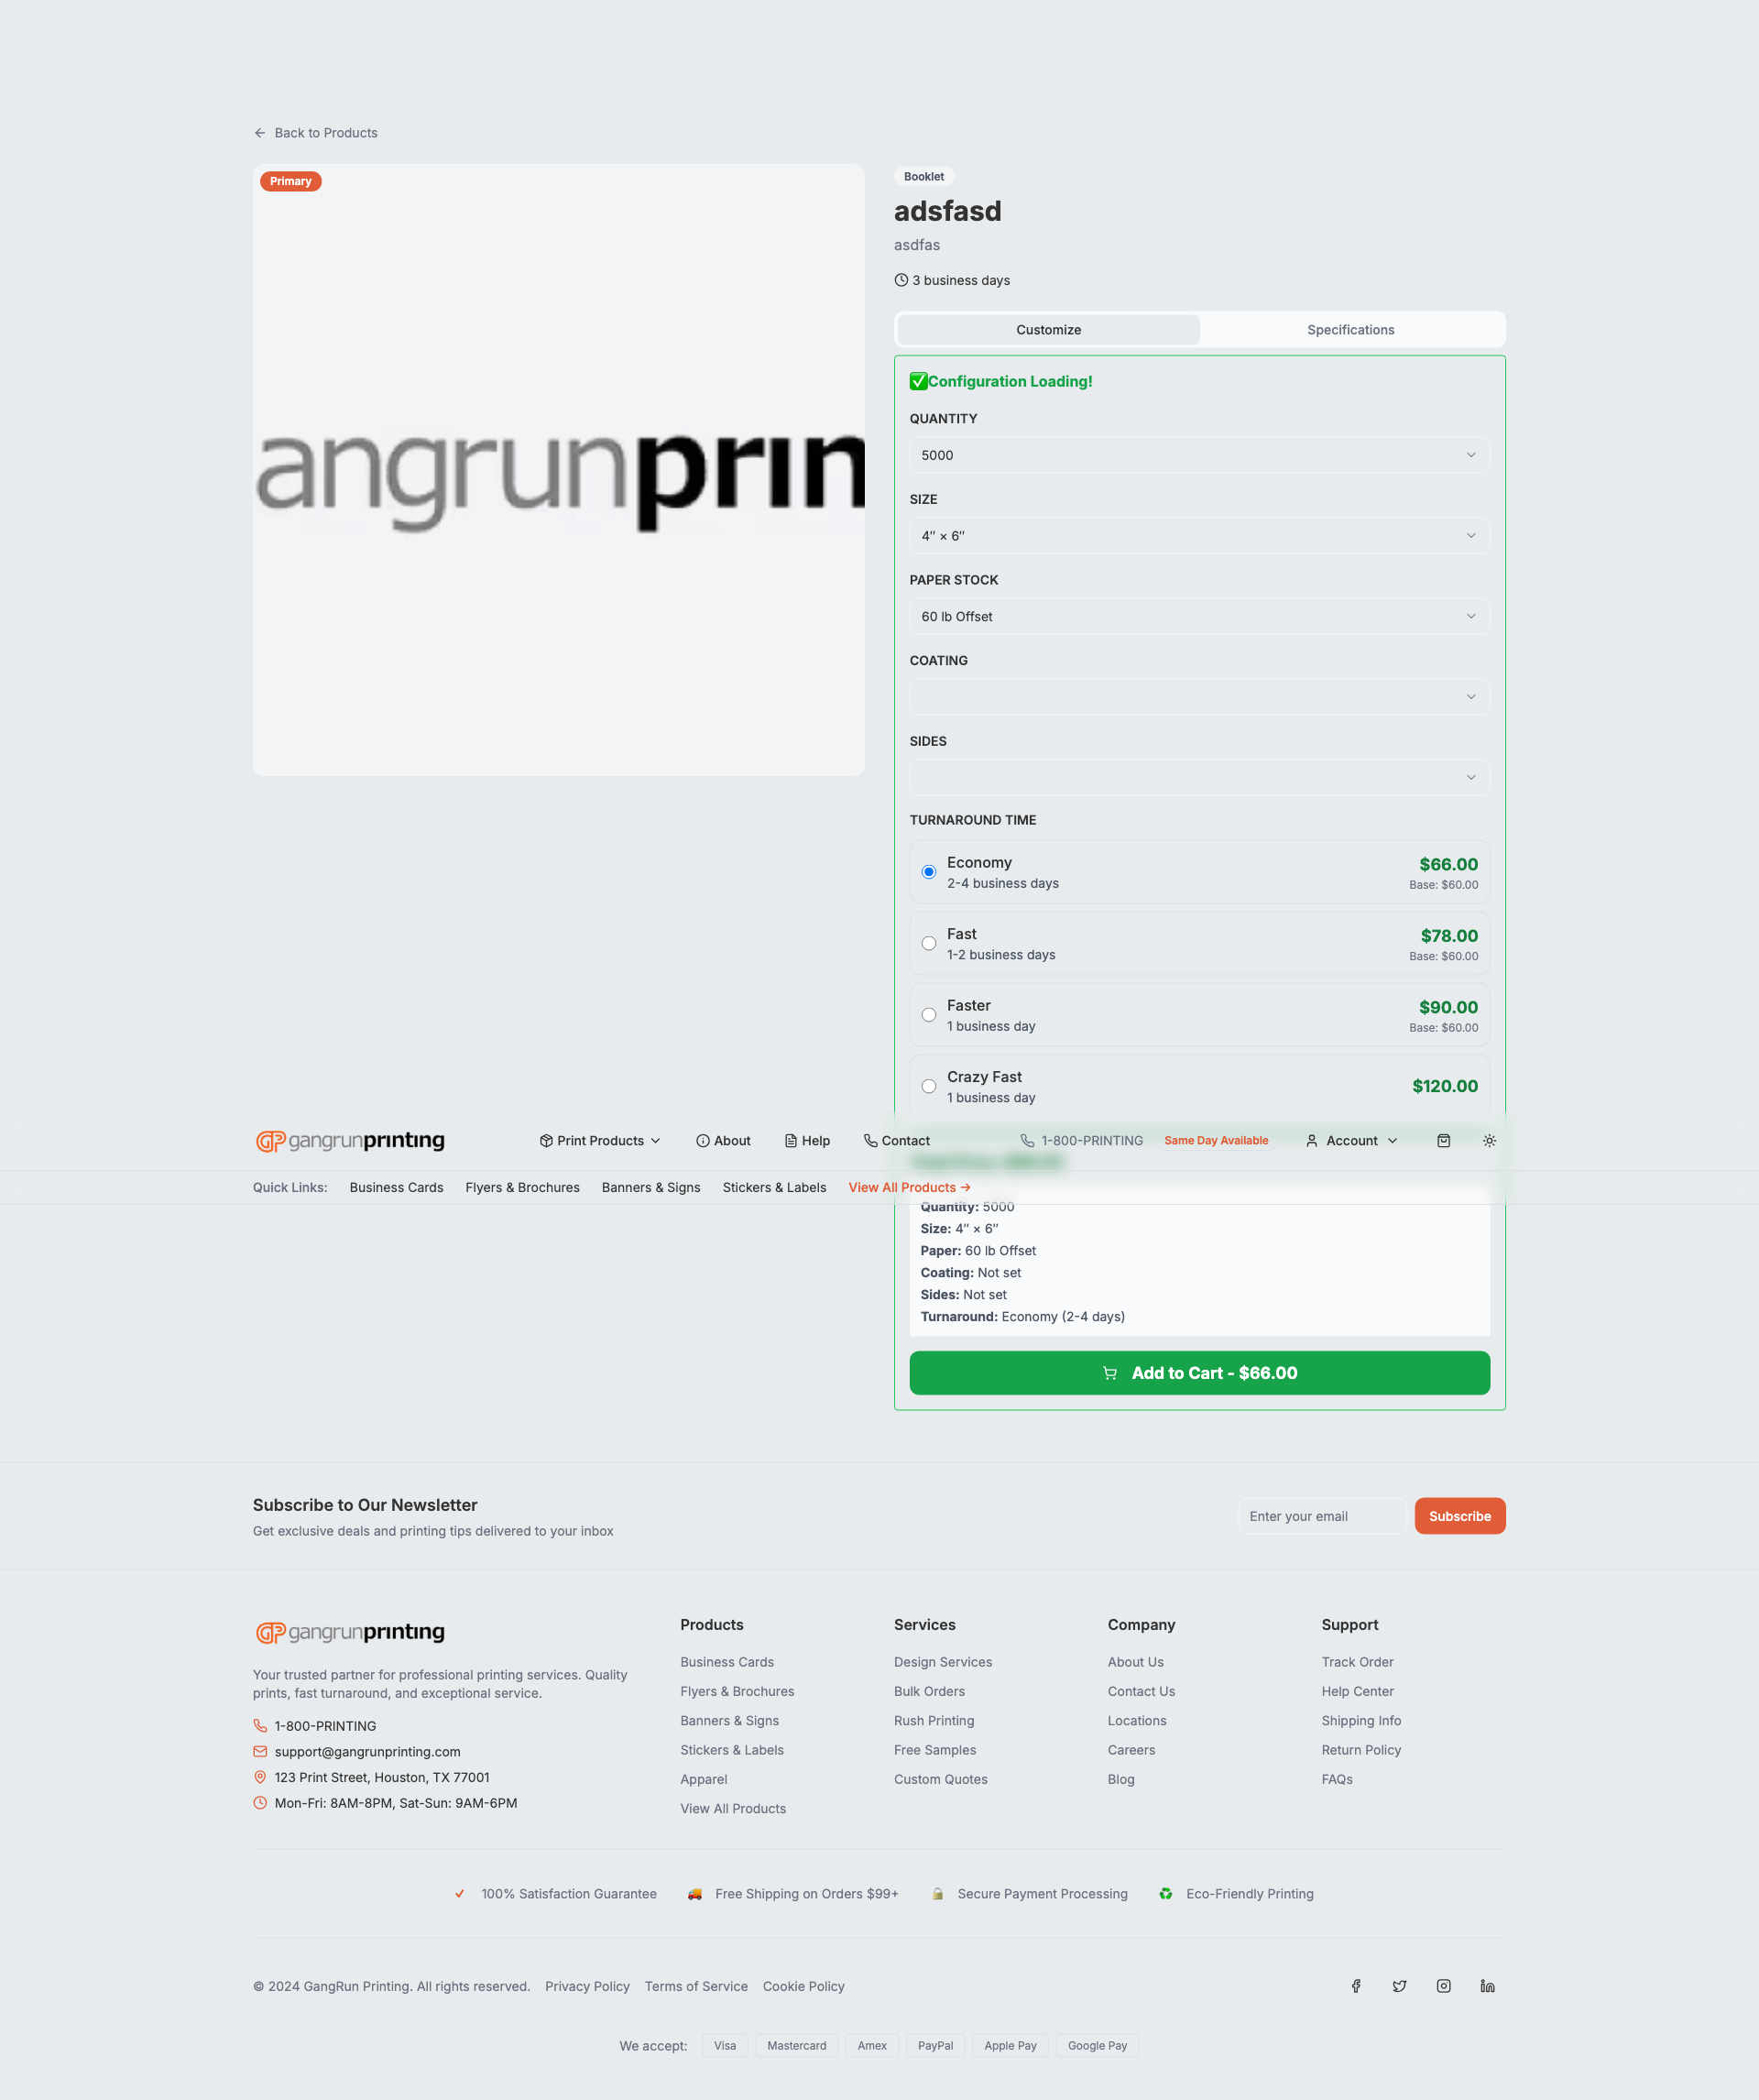 Back to Products
Primary
angrunprin
Booklet
adsfasd
asdfas
3 business days
Customize
Specifications
✅Configuration Loading!
QUANTITY
5000
SIZE
4″ × 6″
PAPER STOCK
60 lb Offset
COATING
SIDES
TURNAROUND TIME
Economy
2-4 business days
$66.00
Base: $60.00
Fast
1-2 business days
$78.00
Base: $60.00
Faster
1 business day
$90.00
Base: $60.00
Crazy Fast
1 business day
$120.00
GP gangrunprinting
Print Products
About
Help
Contact
1-800-PRINTING
Same Day Available
Account
Quick Links:
Business Cards
Flyers & Brochures
Banners & Signs
Stickers & Labels
View All Products →
Quantity: 5000
Size: 4″ × 6″
Paper: 60 lb Offset
Coating: Not set
Sides: Not set
Turnaround: Economy (2-4 days)
Add to Cart - $66.00
Subscribe to Our Newsletter
Get exclusive deals and printing tips delivered to your inbox
Enter your email
Subscribe
GP gangrunprinting
Your trusted partner for professional printing services. Quality
prints, fast turnaround, and exceptional service.
1-800-PRINTING
support@gangrunprinting.com
123 Print Street, Houston, TX 77001
Mon-Fri: 8AM-8PM, Sat-Sun: 9AM-6PM
Products
Business Cards
Flyers & Brochures
Banners & Signs
Stickers & Labels
Apparel
View All Products
Services
Design Services
Bulk Orders
Rush Printing
Free Samples
Custom Quotes
Company
About Us
Contact Us
Locations
Careers
Blog
Support
Track Order
Help Center
Shipping Info
Return Policy
FAQs
✓ 100% Satisfaction Guarantee
🚚 Free Shipping on Orders $99+
🔒 Secure Payment Processing
♻ Eco-Friendly Printing
© 2024 GangRun Printing. All rights reserved.
Privacy Policy
Terms of Service
Cookie Policy
We accept:
Visa
Mastercard
Amex
PayPal
Apple Pay
Google Pay